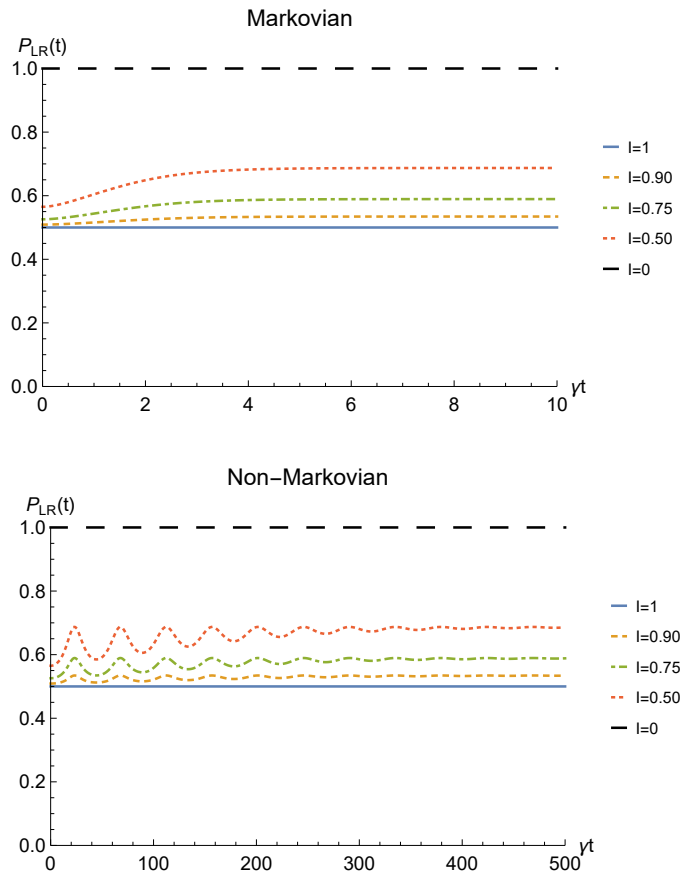 Markovian
P_LR(t)
1.0
0.8
0.6
0.4
0.2
0.0
0 2 4 6 8 10 γt
I=1
I=0.90
I=0.75
I=0.50
I=0
Non−Markovian
P_LR(t)
1.0
0.8
0.6
0.4
0.2
0.0
0 100 200 300 400 500 γt
I=1
I=0.90
I=0.75
I=0.50
I=0